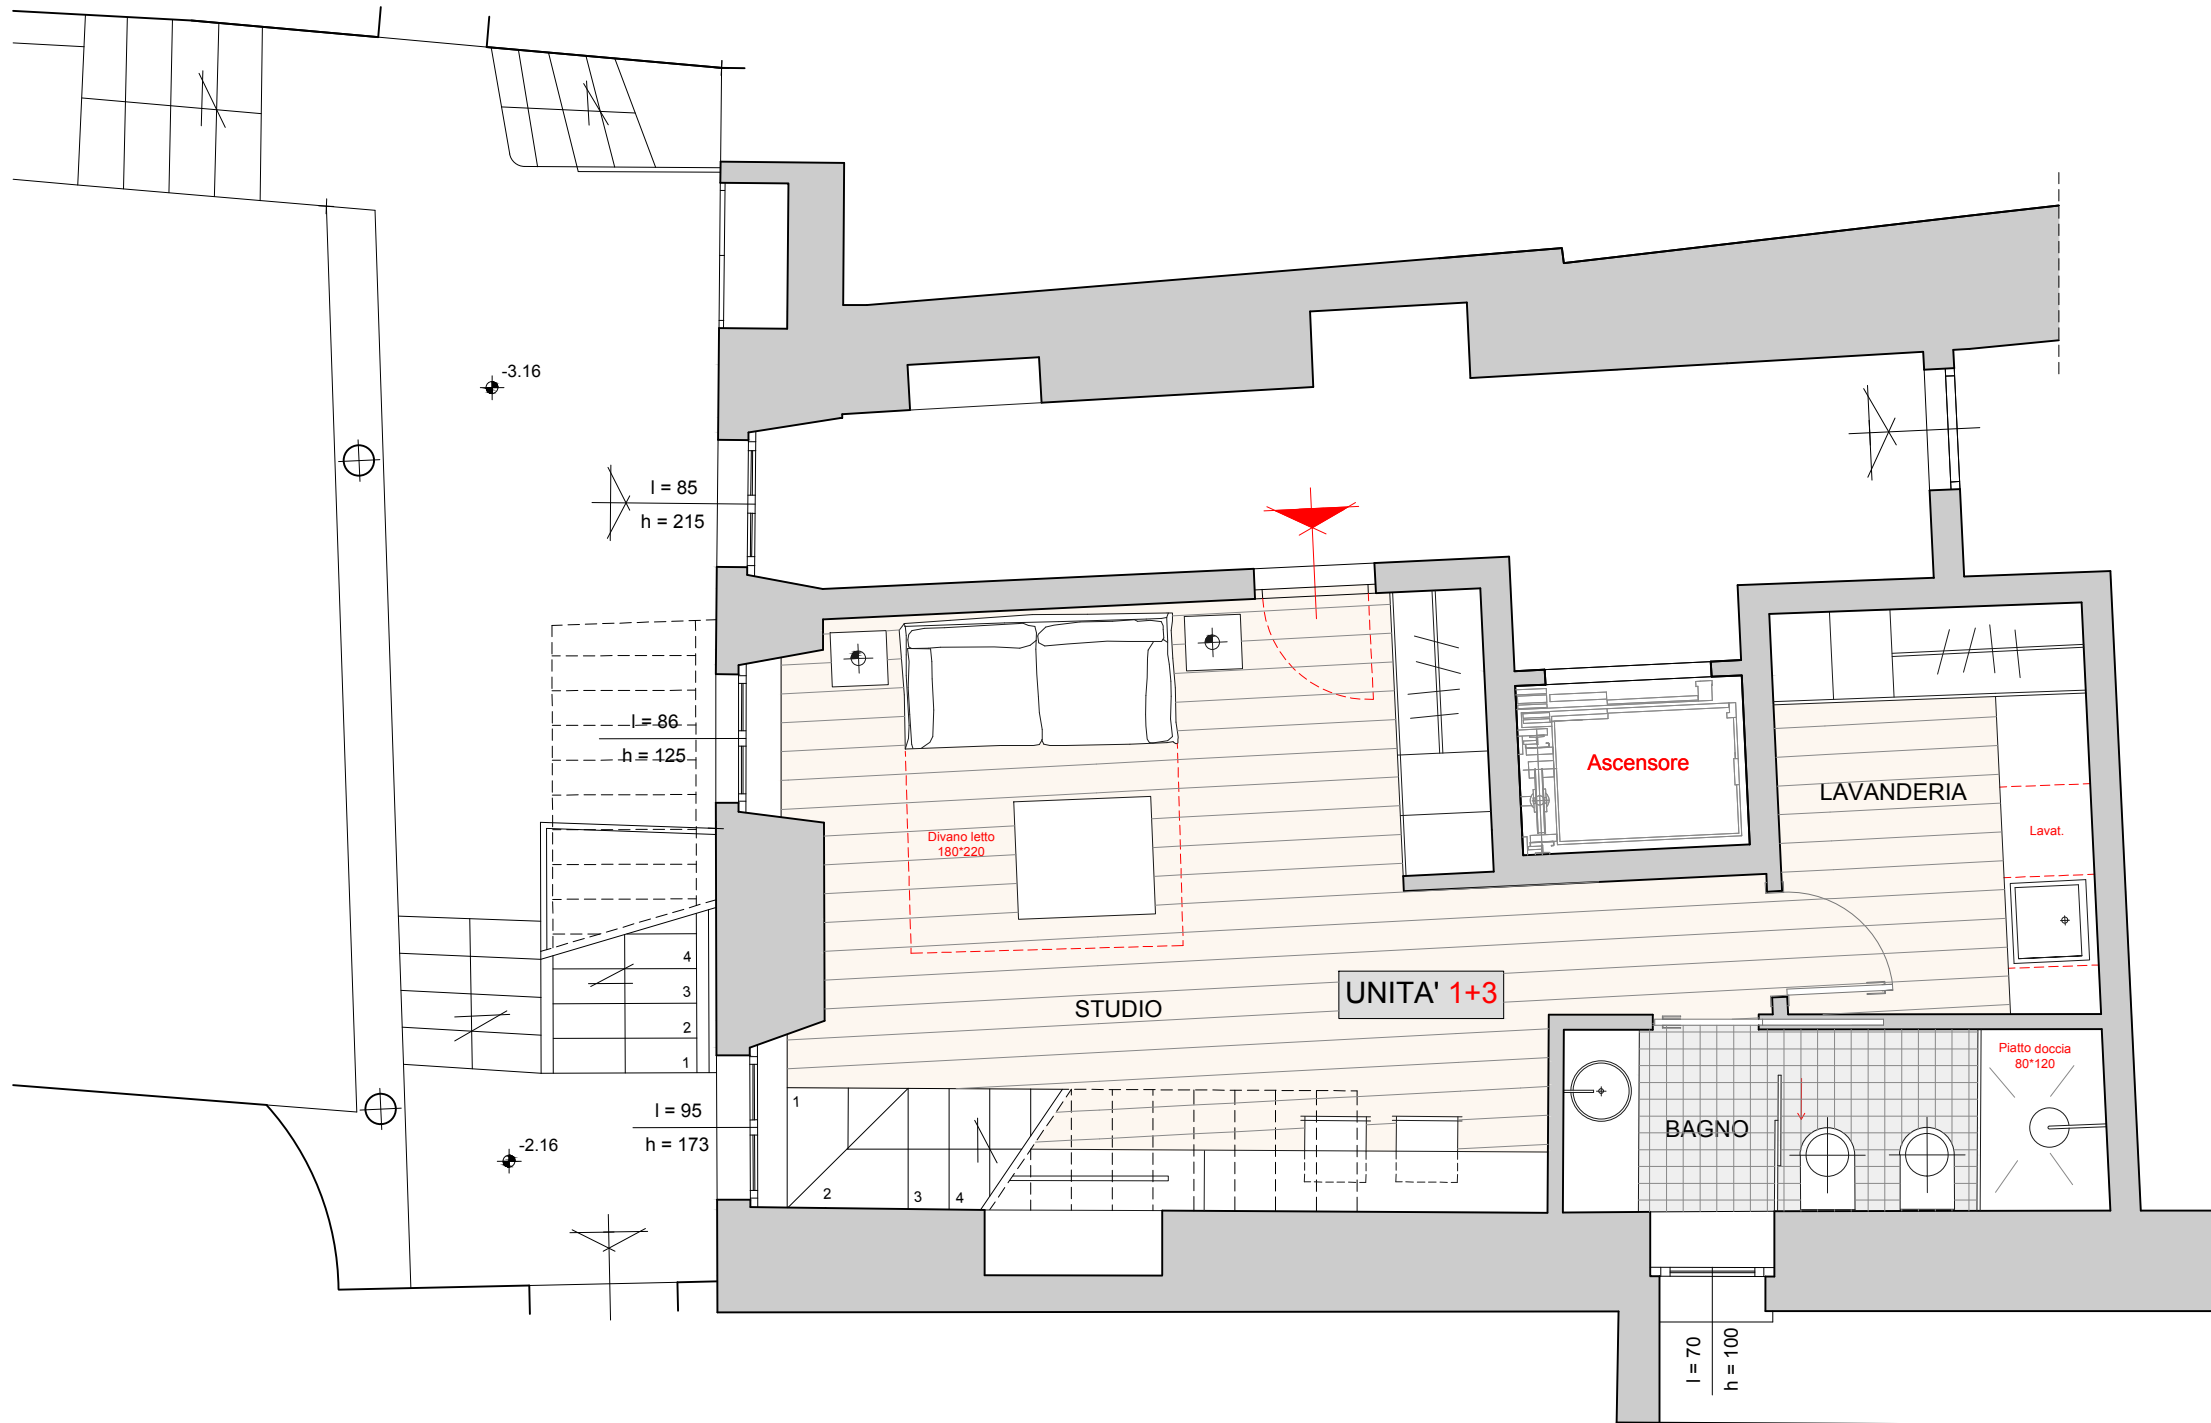 -3.16
l = 85
h = 215
l = 86
h = 125
Ascensore
LAVANDERIA
Lavat.
Divano letto
180*220
4
3
2
1
UNITA' 1+3
STUDIO
Piatto doccia
80*120
l = 95
h = 173
1
2
3
4
BAGNO
-2.16
l = 70
h = 100